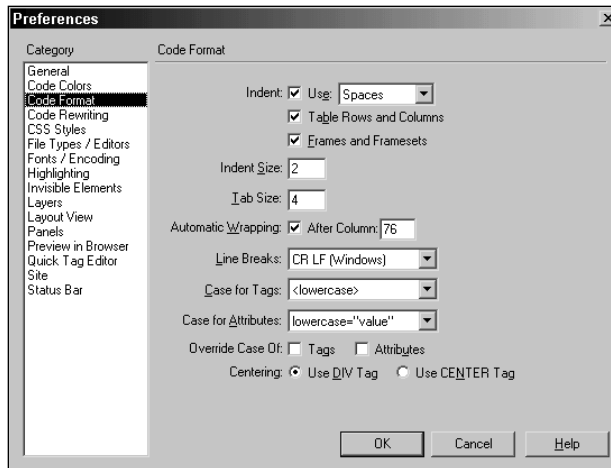 Preferences
Category
General
Code Colors
Code Format
Code Rewriting
CSS Styles
File Types / Editors
Fonts / Encoding
Highlighting
Invisible Elements
Layers
Layout View
Panels
Preview in Browser
Quick Tag Editor
Site
Status Bar
Code Format
Indent: Use: Spaces
Table Rows and Columns
Frames and Framesets
Indent Size: 2
Tab Size: 4
Automatic Wrapping: After Column: 76
Line Breaks: CR LF (Windows)
Case for Tags: <lowercase>
Case for Attributes: lowercase="value"
Override Case Of: Tags Attributes
Centering: Use DIV Tag Use CENTER Tag
OK Cancel Help